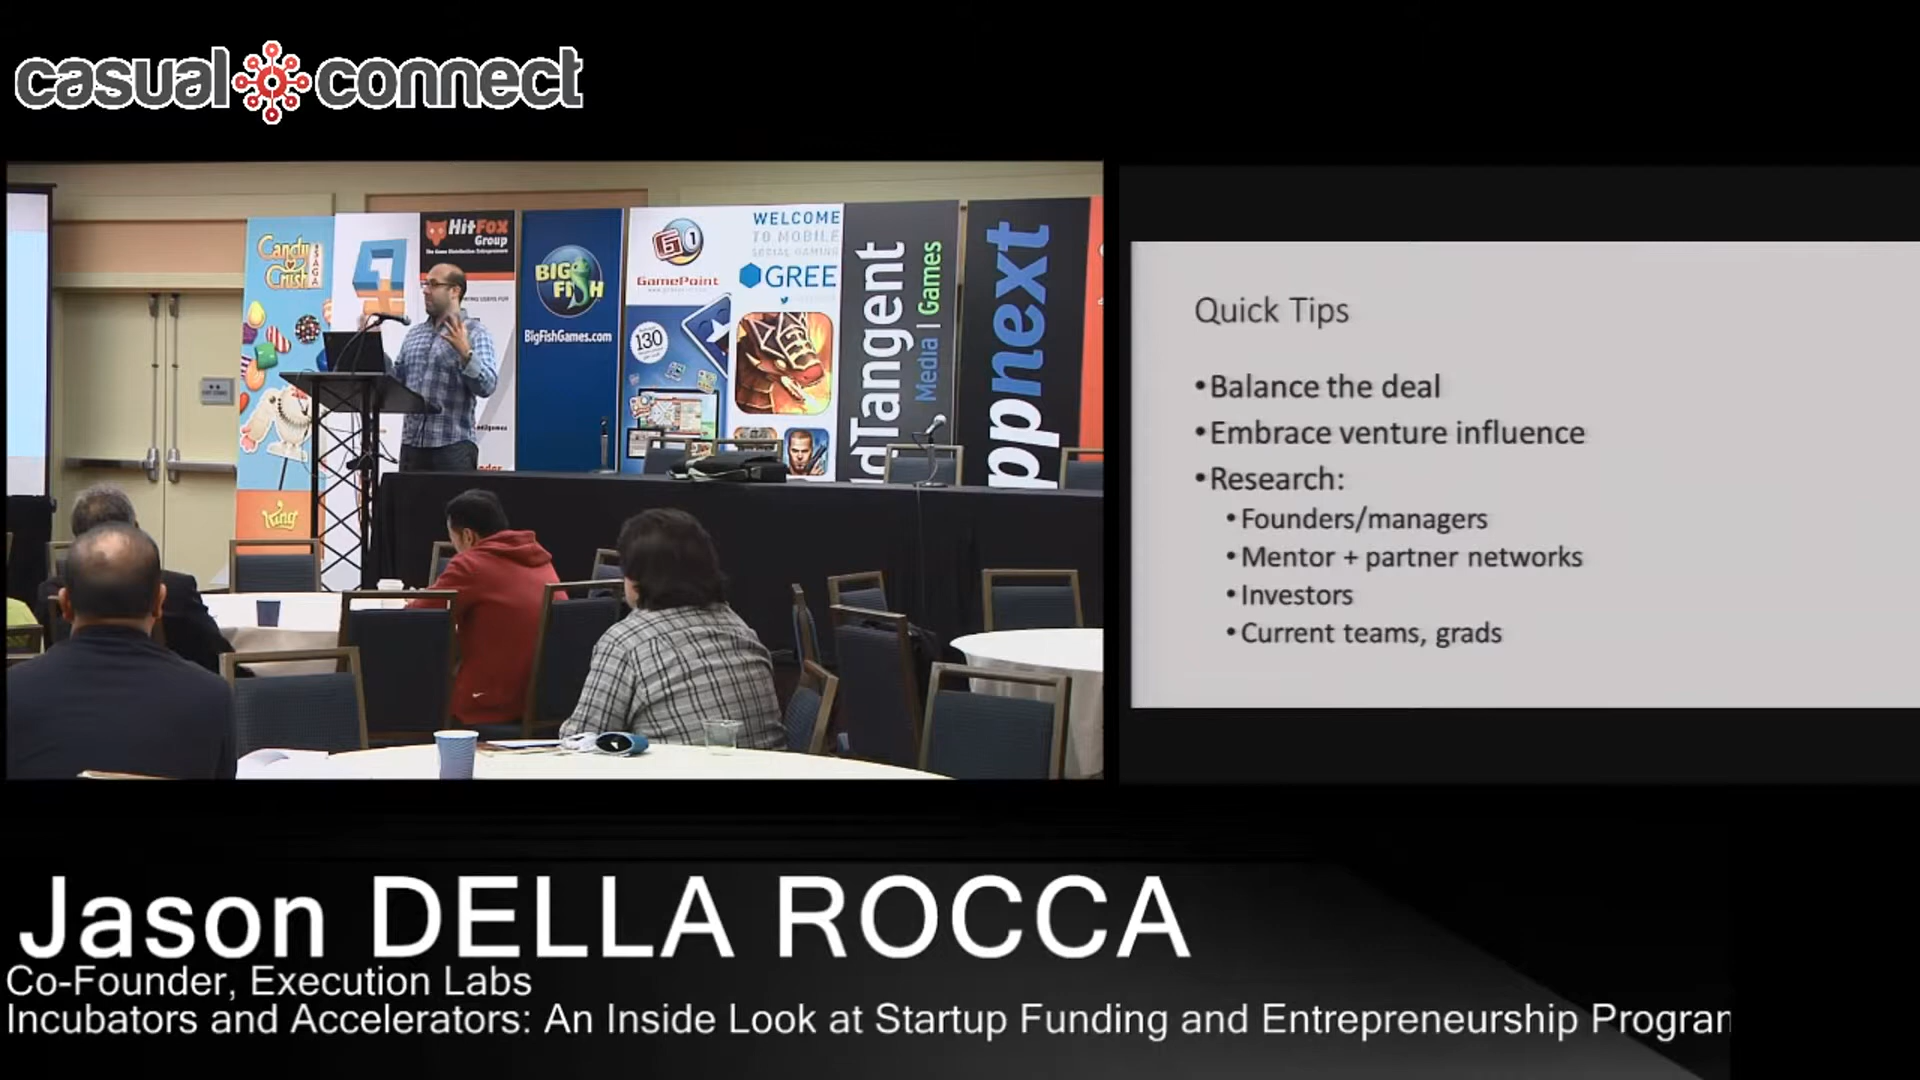 casual connect
Candy
Crush
SAGA
King
HitFox
Group
BIG
FISH
BigFishGames.com
G 1
GamePoint
130
WELCOME
TO MOBILE
SOCIAL GAMING
GREE
dTangent
Media | Games
ppnext
Quick Tips
•Balance the deal
•Embrace venture influence
•Research:
•Founders/managers
•Mentor + partner networks
•Investors
•Current teams, grads
Jason DELLA ROCCA
Co-Founder, Execution Labs
Incubators and Accelerators: An Inside Look at Startup Funding and Entrepreneurship Progran